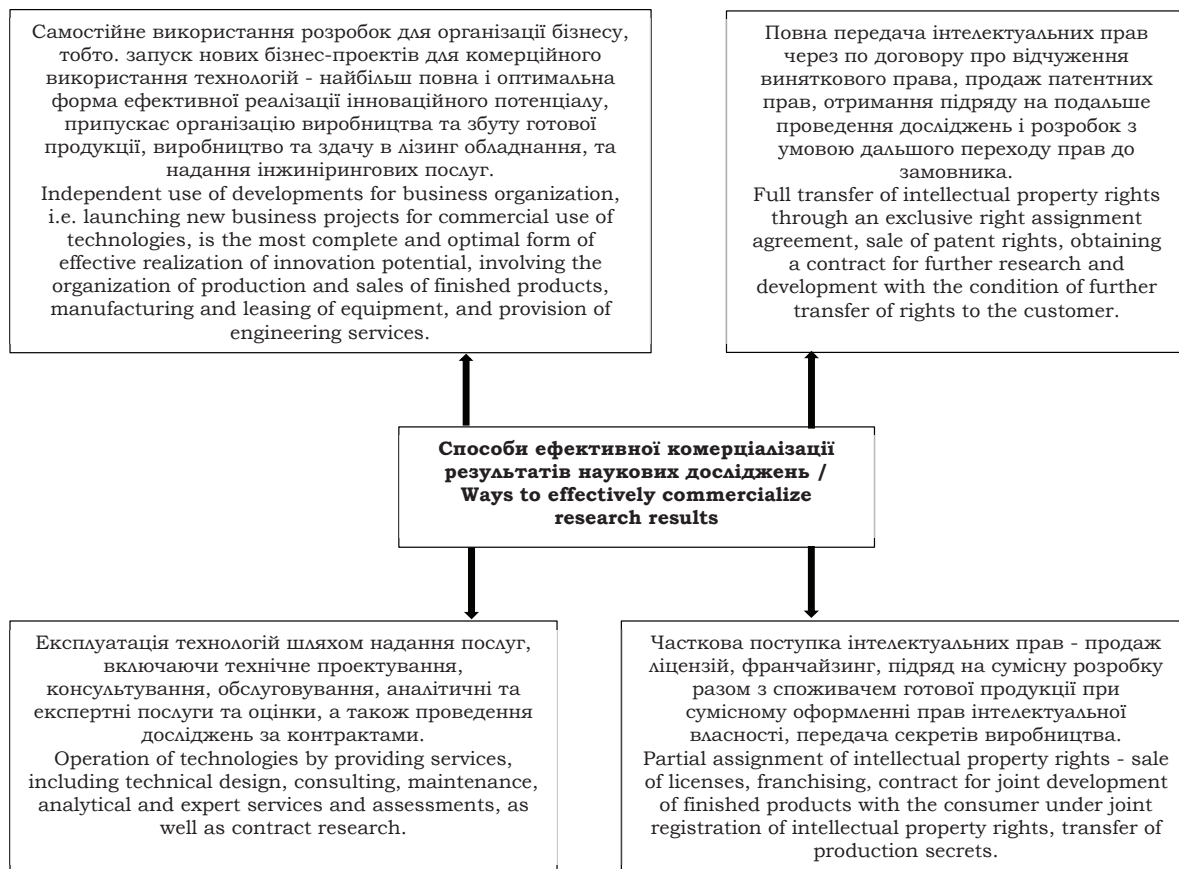 Самостійне використання розробок для організації бізнесу,
тобто. запуск нових бізнес-проектів для комерційного
використання технологій - найбільш повна і оптимальна
форма ефективної реалізації інноваційного потенціалу,
припускає організацію виробництва та збуту готової
продукції, виробництво та здачу в лізинг обладнання, та
надання інжинірингових послуг.
Independent use of developments for business organization,
i.e. launching new business projects for commercial use of
technologies, is the most complete and optimal form of
effective realization of innovation potential, involving the
organization of production and sales of finished products,
manufacturing and leasing of equipment, and provision of
engineering services.
Повна передача інтелектуальних прав
через по договору про відчуження
виняткового права, продаж патентних
прав, отримання підряду на подальше
проведення досліджень і розробок з
умовою дальшого переходу прав до
замовника.
Full transfer of intellectual property rights
through an exclusive right assignment
agreement, sale of patent rights, obtaining
a contract for further research and
development with the condition of further
transfer of rights to the customer.
Способи ефективної комерціалізації
результатів наукових досліджень /
Ways to effectively commercialize
research results
Експлуатація технологій шляхом надання послуг,
включаючи технічне проектування,
консультування, обслуговування, аналітичні та
експертні послуги та оцінки, а також проведення
досліджень за контрактами.
Operation of technologies by providing services,
including technical design, consulting, maintenance,
analytical and expert services and assessments, as
well as contract research.
Часткова поступка інтелектуальних прав - продаж
ліцензій, франчайзинг, підряд на сумісну розробку
разом з споживачем готової продукції при
сумісному оформленні прав інтелектуальної
власності, передача секретів виробництва.
Partial assignment of intellectual property rights - sale
of licenses, franchising, contract for joint development
of finished products with the consumer under joint
registration of intellectual property rights, transfer of
production secrets.